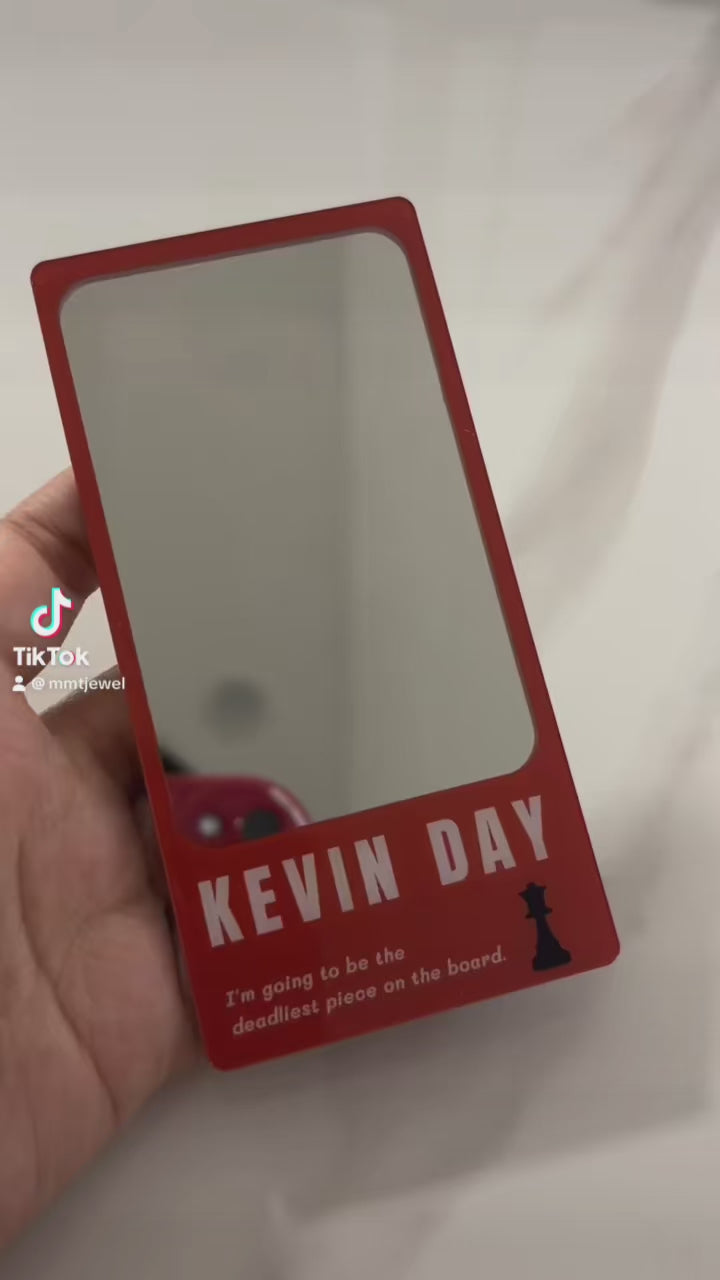 TikTok
@mmtjewel
KEVIN DAY
I'm going to be the
deadliest piece on the board.